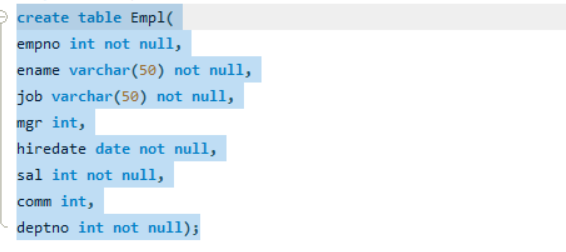 create table Empl(
empno int not null,
ename varchar(50) not null,
job varchar(50) not null,
mgr int,
hiredate date not null,
sal int not null,
comm int,
deptno int not null);